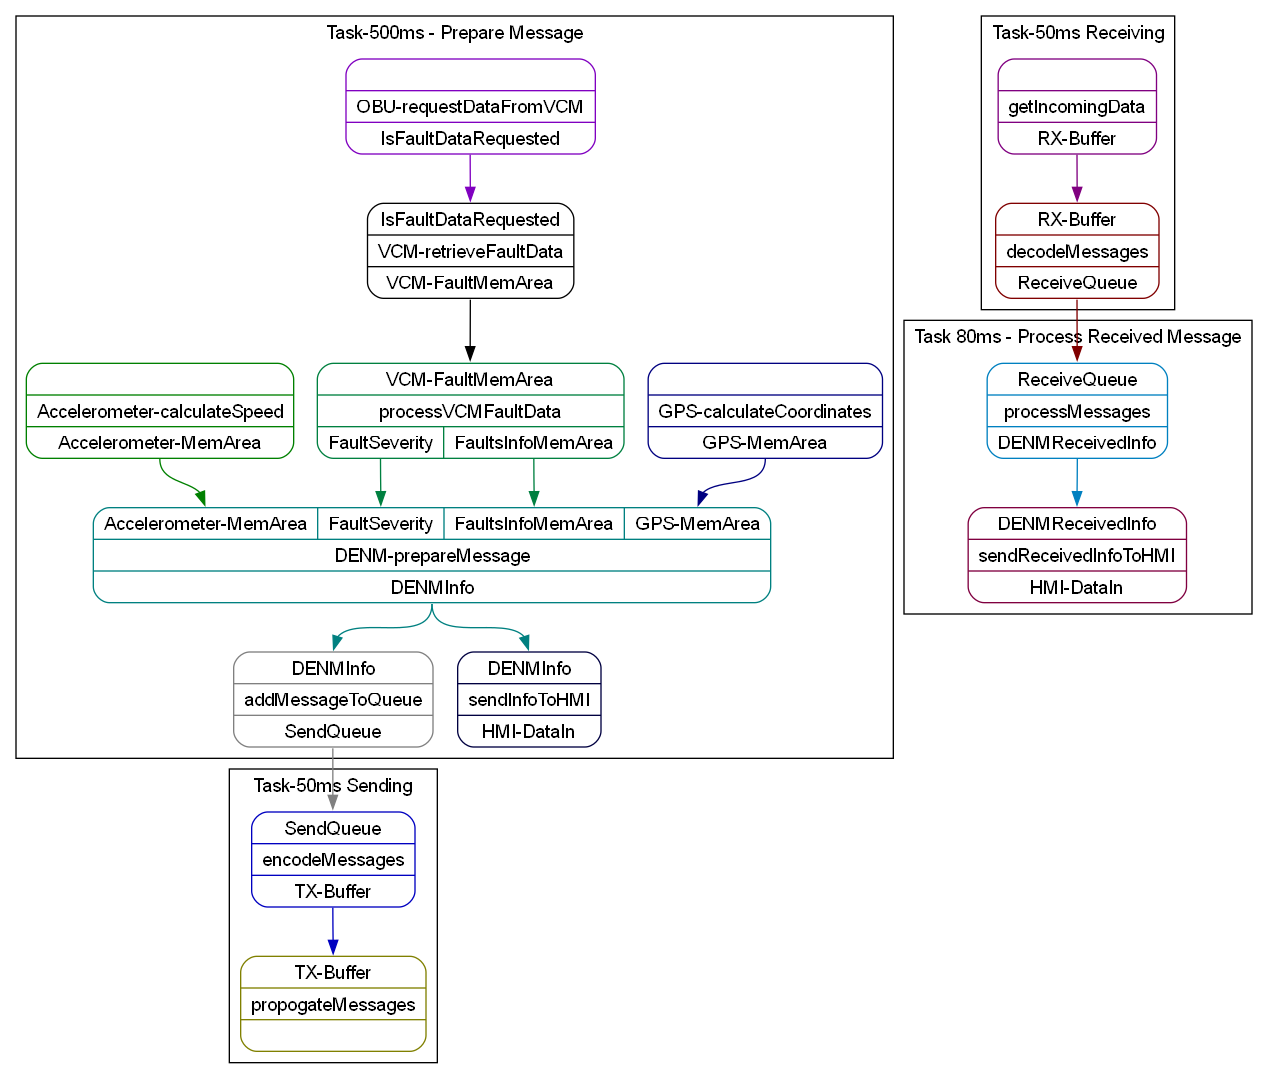 Task-500ms - Prepare Message
OBU-requestDataFromVCM
IsFaultDataRequested
IsFaultDataRequested
VCM-retrieveFaultData
VCM-FaultMemArea
Accelerometer-calculateSpeed
Accelerometer-MemArea
VCM-FaultMemArea
processVCMFaultData
FaultSeverity FaultsInfoMemArea
GPS-calculateCoordinates
GPS-MemArea
Accelerometer-MemArea FaultSeverity FaultsInfoMemArea GPS-MemArea
DENM-prepareMessage
DENMInfo
DENMInfo
addMessageToQueue
SendQueue
DENMInfo
sendInfoToHMI
HMI-DataIn
Task-50ms Sending
SendQueue
encodeMessages
TX-Buffer
TX-Buffer
propogateMessages
Task-50ms Receiving
getIncomingData
RX-Buffer
RX-Buffer
decodeMessages
ReceiveQueue
Task 80ms - Process Received Message
ReceiveQueue
processMessages
DENMReceivedInfo
DENMReceivedInfo
sendReceivedInfoToHMI
HMI-DataIn